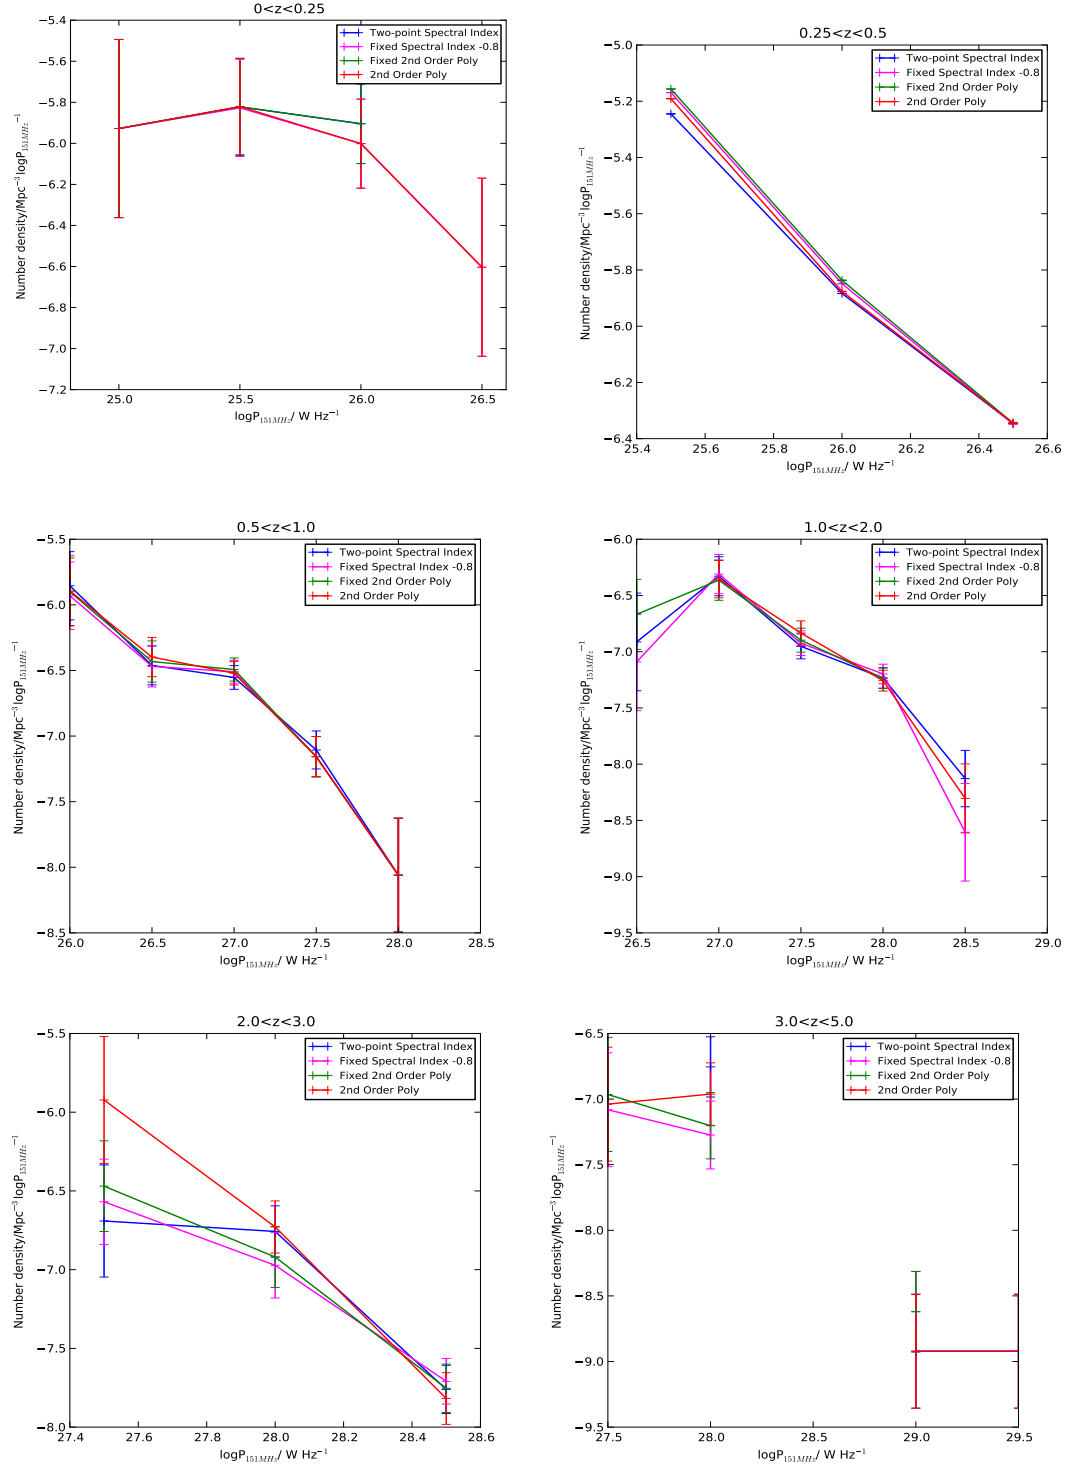 0<z<0.25
Two-point Spectral Index
Fixed Spectral Index -0.8
Fixed 2nd Order Poly
2nd Order Poly
−5.4
−5.6
−5.8
−6.0
−6.2
−6.4
−6.6
−6.8
−7.0
−7.2
Number density/Mpc⁻³ logP₁₅₁MHz⁻¹
25.0 25.5 26.0 26.5
logP₁₅₁MHz/ W Hz⁻¹
0.25<z<0.5
Two-point Spectral Index
Fixed Spectral Index -0.8
Fixed 2nd Order Poly
2nd Order Poly
−5.0
−5.2
−5.4
−5.6
−5.8
−6.0
−6.2
−6.4
Number density/Mpc⁻³ logP₁₅₁MHz⁻¹
25.4 25.6 25.8 26.0 26.2 26.4 26.6
logP₁₅₁MHz/ W Hz⁻¹
0.5<z<1.0
Two-point Spectral Index
Fixed Spectral Index -0.8
Fixed 2nd Order Poly
2nd Order Poly
−5.5
−6.0
−6.5
−7.0
−7.5
−8.0
−8.5
Number density/Mpc⁻³ logP₁₅₁MHz⁻¹
26.0 26.5 27.0 27.5 28.0 28.5
logP₁₅₁MHz/ W Hz⁻¹
1.0<z<2.0
Two-point Spectral Index
Fixed Spectral Index -0.8
Fixed 2nd Order Poly
2nd Order Poly
−6.0
−6.5
−7.0
−7.5
−8.0
−8.5
−9.0
−9.5
Number density/Mpc⁻³ logP₁₅₁MHz⁻¹
26.5 27.0 27.5 28.0 28.5 29.0
logP₁₅₁MHz/ W Hz⁻¹
2.0<z<3.0
Two-point Spectral Index
Fixed Spectral Index -0.8
Fixed 2nd Order Poly
2nd Order Poly
−5.5
−6.0
−6.5
−7.0
−7.5
−8.0
Number density/Mpc⁻³ logP₁₅₁MHz⁻¹
27.4 27.6 27.8 28.0 28.2 28.4 28.6
logP₁₅₁MHz/ W Hz⁻¹
3.0<z<5.0
Two-point Spectral Index
Fixed Spectral Index -0.8
Fixed 2nd Order Poly
2nd Order Poly
−6.5
−7.0
−7.5
−8.0
−8.5
−9.0
−9.5
Number density/Mpc⁻³ logP₁₅₁MHz⁻¹
27.5 28.0 28.5 29.0 29.5
logP₁₅₁MHz/ W Hz⁻¹